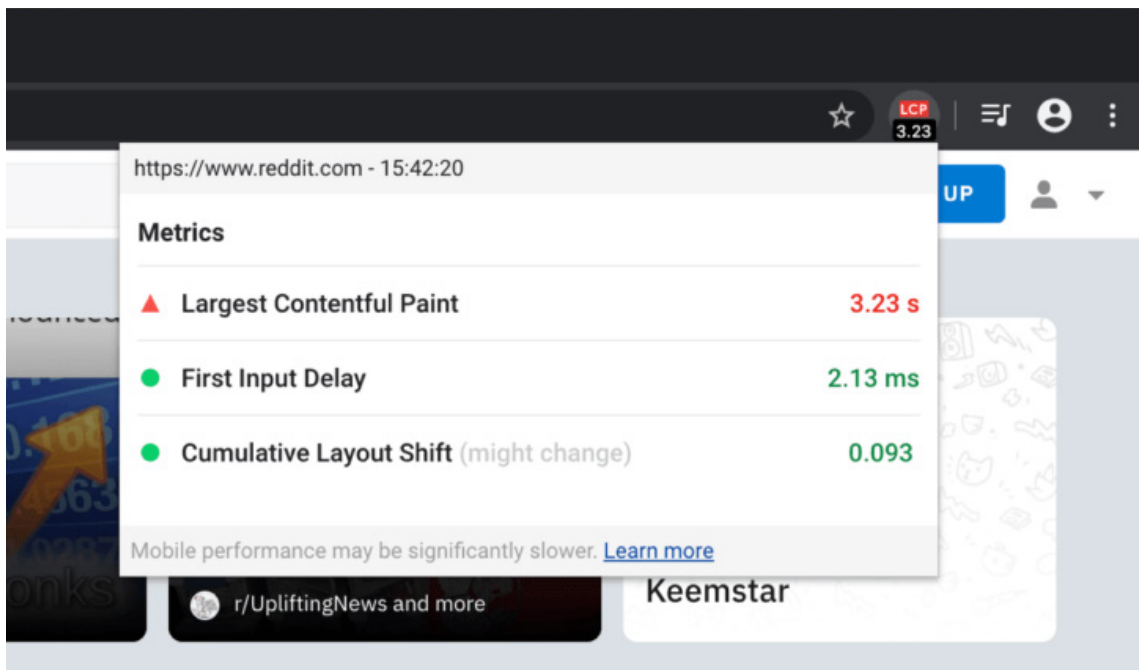 LCP
3.23
https://www.reddit.com - 15:42:20
UP
Metrics
Largest Contentful Paint 3.23 s
First Input Delay 2.13 ms
Cumulative Layout Shift (might change) 0.093
Mobile performance may be significantly slower. Learn more
r/UpliftingNews and more
Keemstar